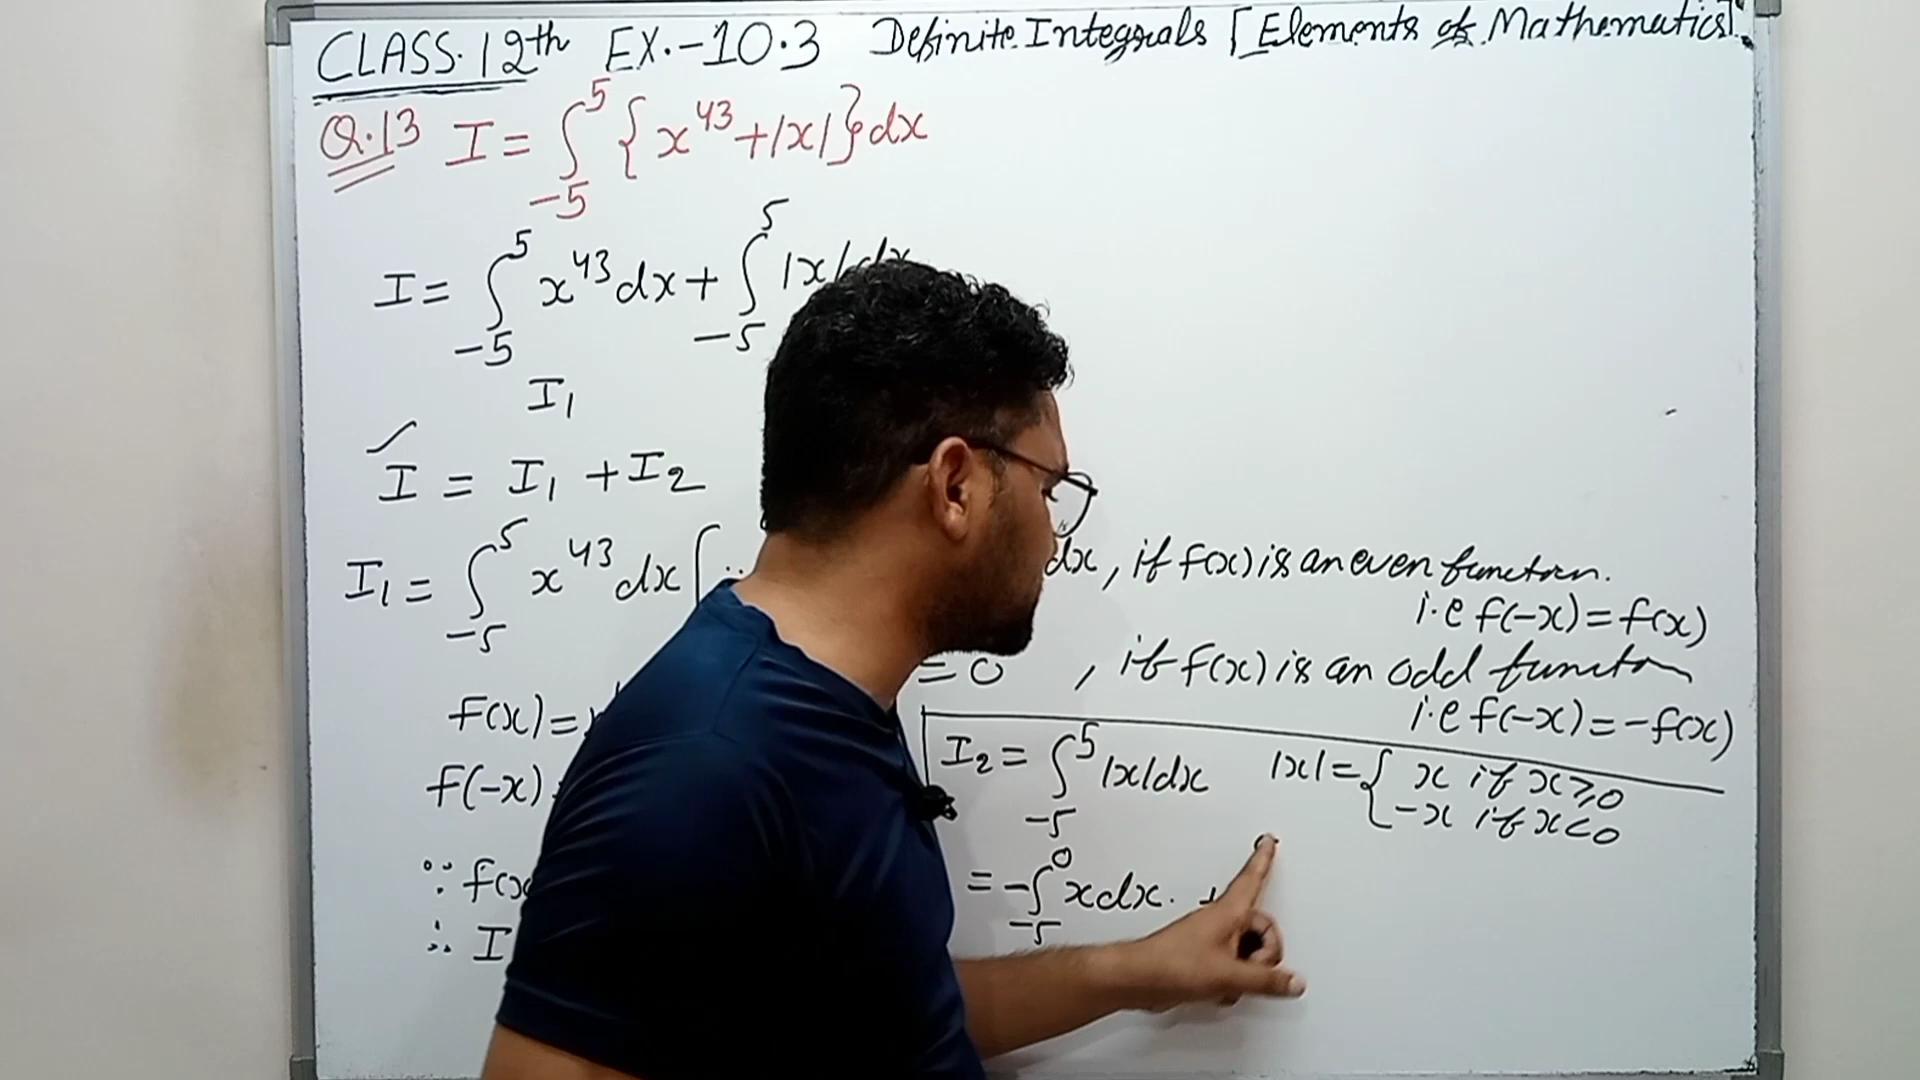 CLASS. 12th EX.-10.3 Definite Integrals [Elements of Mathematics]
Q.13 I = ∫_{-5}^{5} {x^43 + |x|} dx
I = ∫_{-5}^{5} x^43 dx + ∫_{-5}^{5} |x| dx
I₁
I = I₁ + I₂
I₁ = ∫_{-5}^{5} x^43 dx [∵ dx, if f(x) is an even function.
i.e f(-x) = f(x)
= 0 , if f(x) is an odd function
i.e f(-x) = -f(x)
f(x) =
f(-x)
∵ f(x
∴ I
I₂ = ∫_{-5}^{5} |x| dx |x| = { x if x ≥ 0
-x if x < 0
= -∫_{-5}^{0} x dx. +